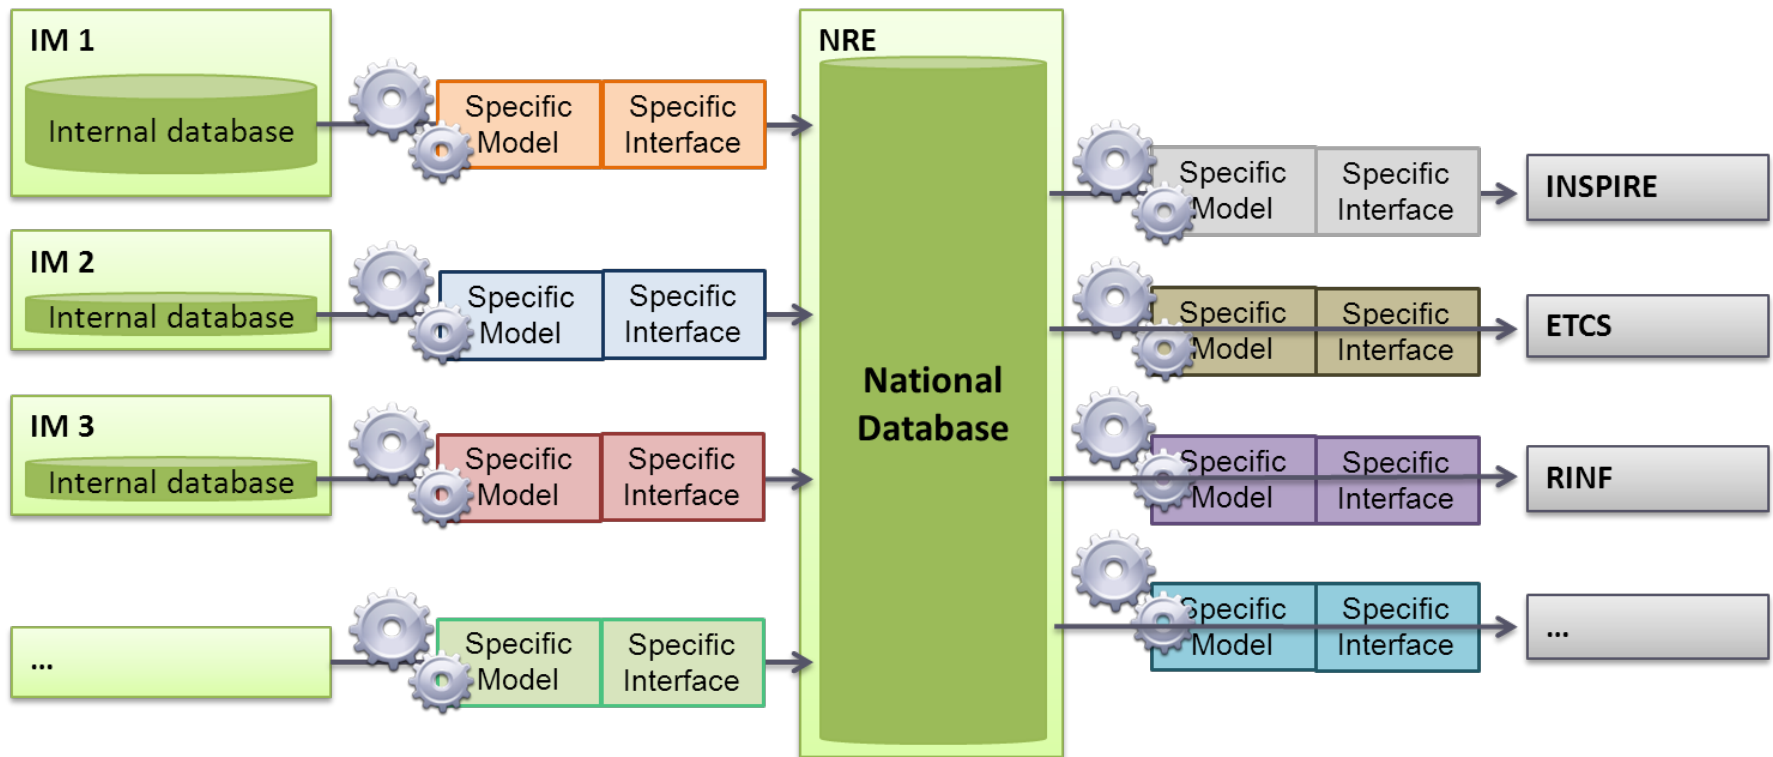 IM 1
Internal database
Specific
Model
Specific
Interface
IM 2
Internal database
Specific
Model
Specific
Interface
IM 3
Internal database
Specific
Model
Specific
Interface
...
Specific
Model
Specific
Interface
NRE
National
Database
Specific
Model
Specific
Interface
INSPIRE
Specific
Model
Specific
Interface
ETCS
Specific
Model
Specific
Interface
RINF
Specific
Model
Specific
Interface
...